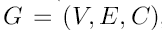 G = (V, E, C).